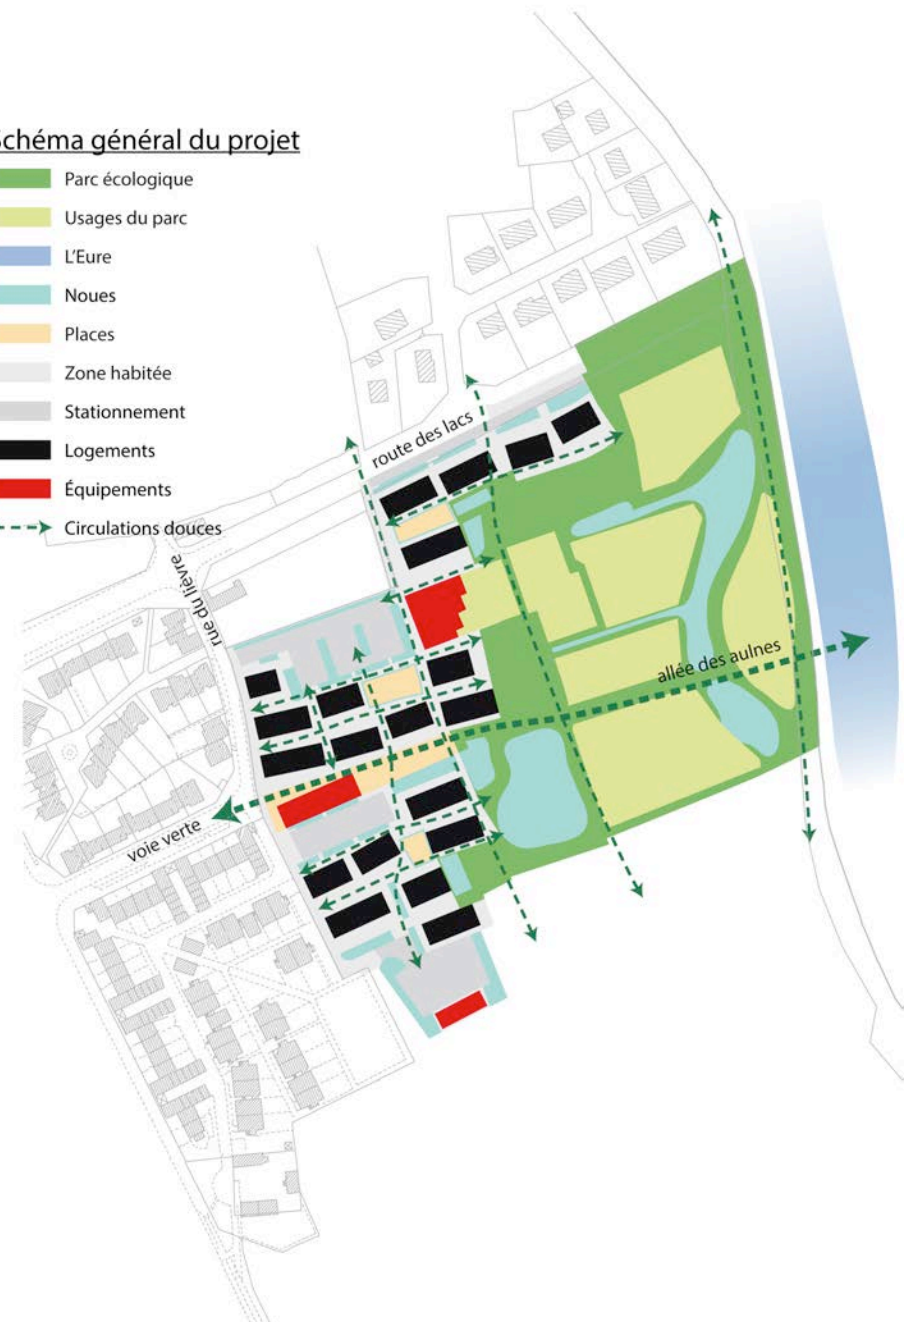 Schéma général du projet
Parc écologique
Usages du parc
L'Eure
Noues
Places
Zone habitée
Stationnement
Logements
Équipements
Circulations douces
route des lacs
rue du lièvre
allée des aulnes
voie verte